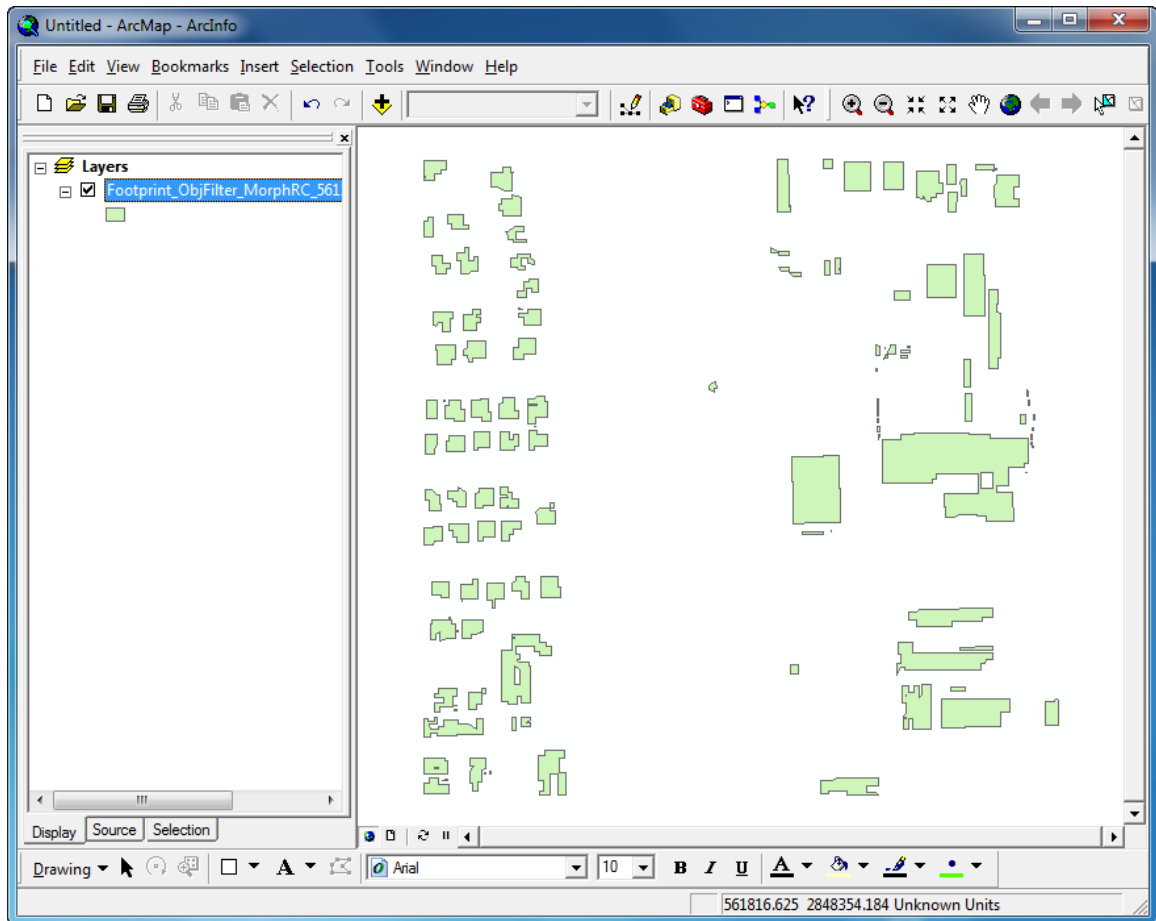 Untitled - ArcMap - ArcInfo
File Edit View Bookmarks Insert Selection Tools Window Help
Layers
Footprint_ObjFilter_MorphRC_561
Display Source Selection
Drawing A Arial 10 B I U A
561816.625 2848354.184 Unknown Units